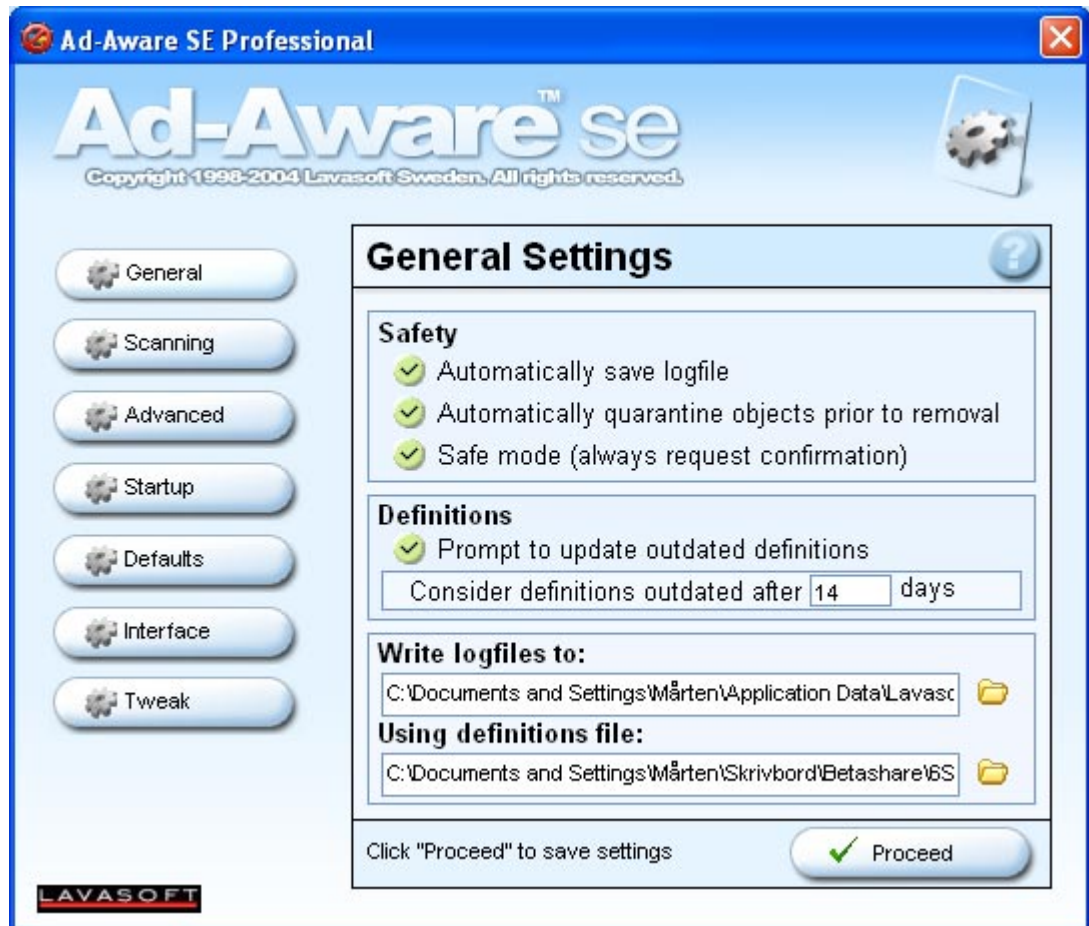 Ad-Aware SE Professional
Ad-Aware™ se
Copyright 1998-2004 Lavasoft Sweden. All rights reserved.
General
Scanning
Advanced
Startup
Defaults
Interface
Tweak
General Settings
?
Safety
Automatically save logfile
Automatically quarantine objects prior to removal
Safe mode (always request confirmation)
Definitions
Prompt to update outdated definitions
Consider definitions outdated after 14 days
Write logfiles to:
C:\Documents and Settings\Mårten\Application Data\Lavasc
Using definitions file:
C:\Documents and Settings\Mårten\Skrivbord\Betashare\6S
Click "Proceed" to save settings
Proceed
LAVASOFT